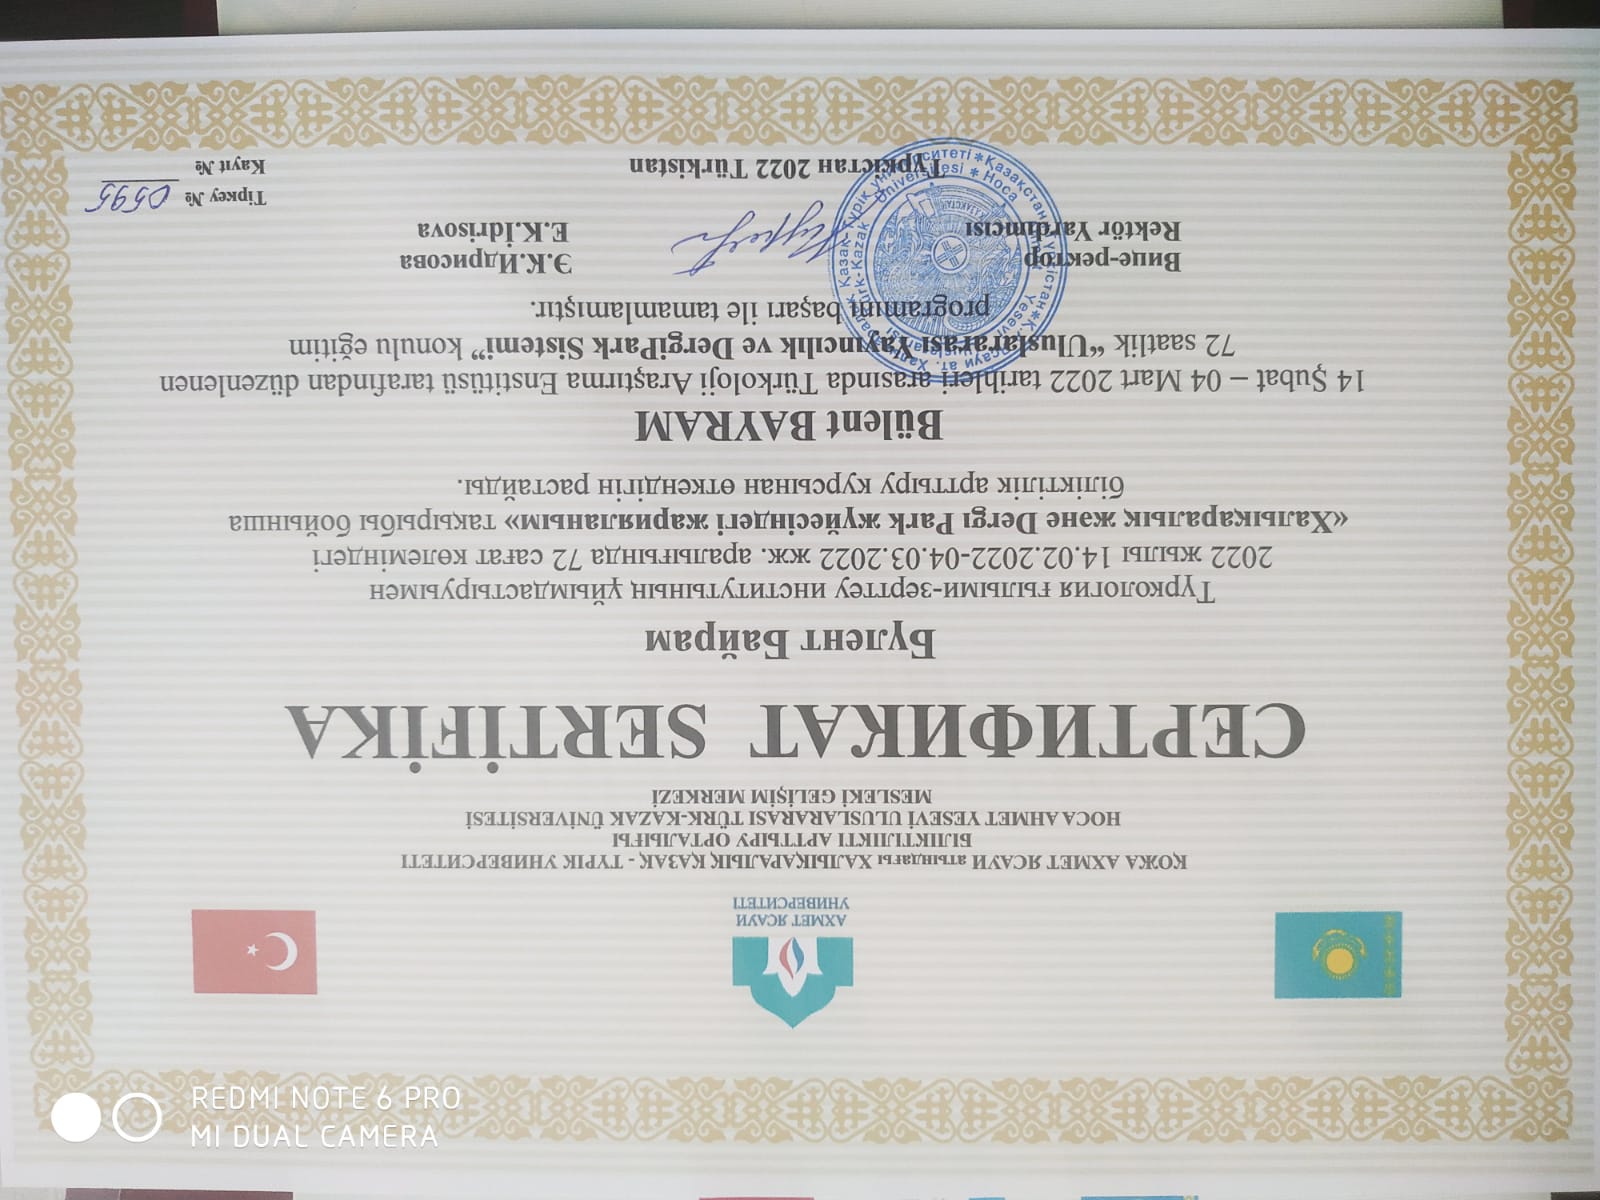 REDMI NOTE 6 PRO
MI DUAL CAMERA
АХМЕТ ЯСАУИ
УНИВЕРСИТЕТІ
ҚОЖА АХМЕТ ЯСАУИ атындағы ХАЛЫҚАРАЛЫҚ ҚАЗАҚ - ТҮРІК УНИВЕРСИТЕТІ
БІЛІКТІЛІКТІ АРТТЫРУ ОРТАЛЫҒЫ
HOCA AHMET YESEVİ ULUSLARARASI TÜRK-KAZAK ÜNİVERSİTESİ
MESLEKİ GELİŞİM MERKEZİ
СЕРТИФИКАТ SERTİFİKA
Бүлент Байрам
Түркология ғылыми-зерттеу институтының ұйымдастыруымен
2022 жылы 14.02.2022-04.03.2022 жж. аралығында 72 сағат көлеміндегі
«Халықаралық және Dergı Park жүйесіндегі жарияланым» тақырыбы бойынша
біліктілік арттыру курсынан өткендігін растайды.
Bülent BAYRAM
14 Şubat – 04 Mart 2022 tarihleri arasında Türkoloji Araştırma Enstitüsü tarafından düzenlenen
72 saatlik “Uluslararası Yayıncılık ve DergiPark Sistemi” konulu eğitim
programını başarı ile tamamlamıştır.
Вице-ректор Э.К.Идрисова
Rektör Yardımcısı E.K.İdrisova
Тіркеу № 0595
Kayıt №
Түркістан 2022 Türkistan